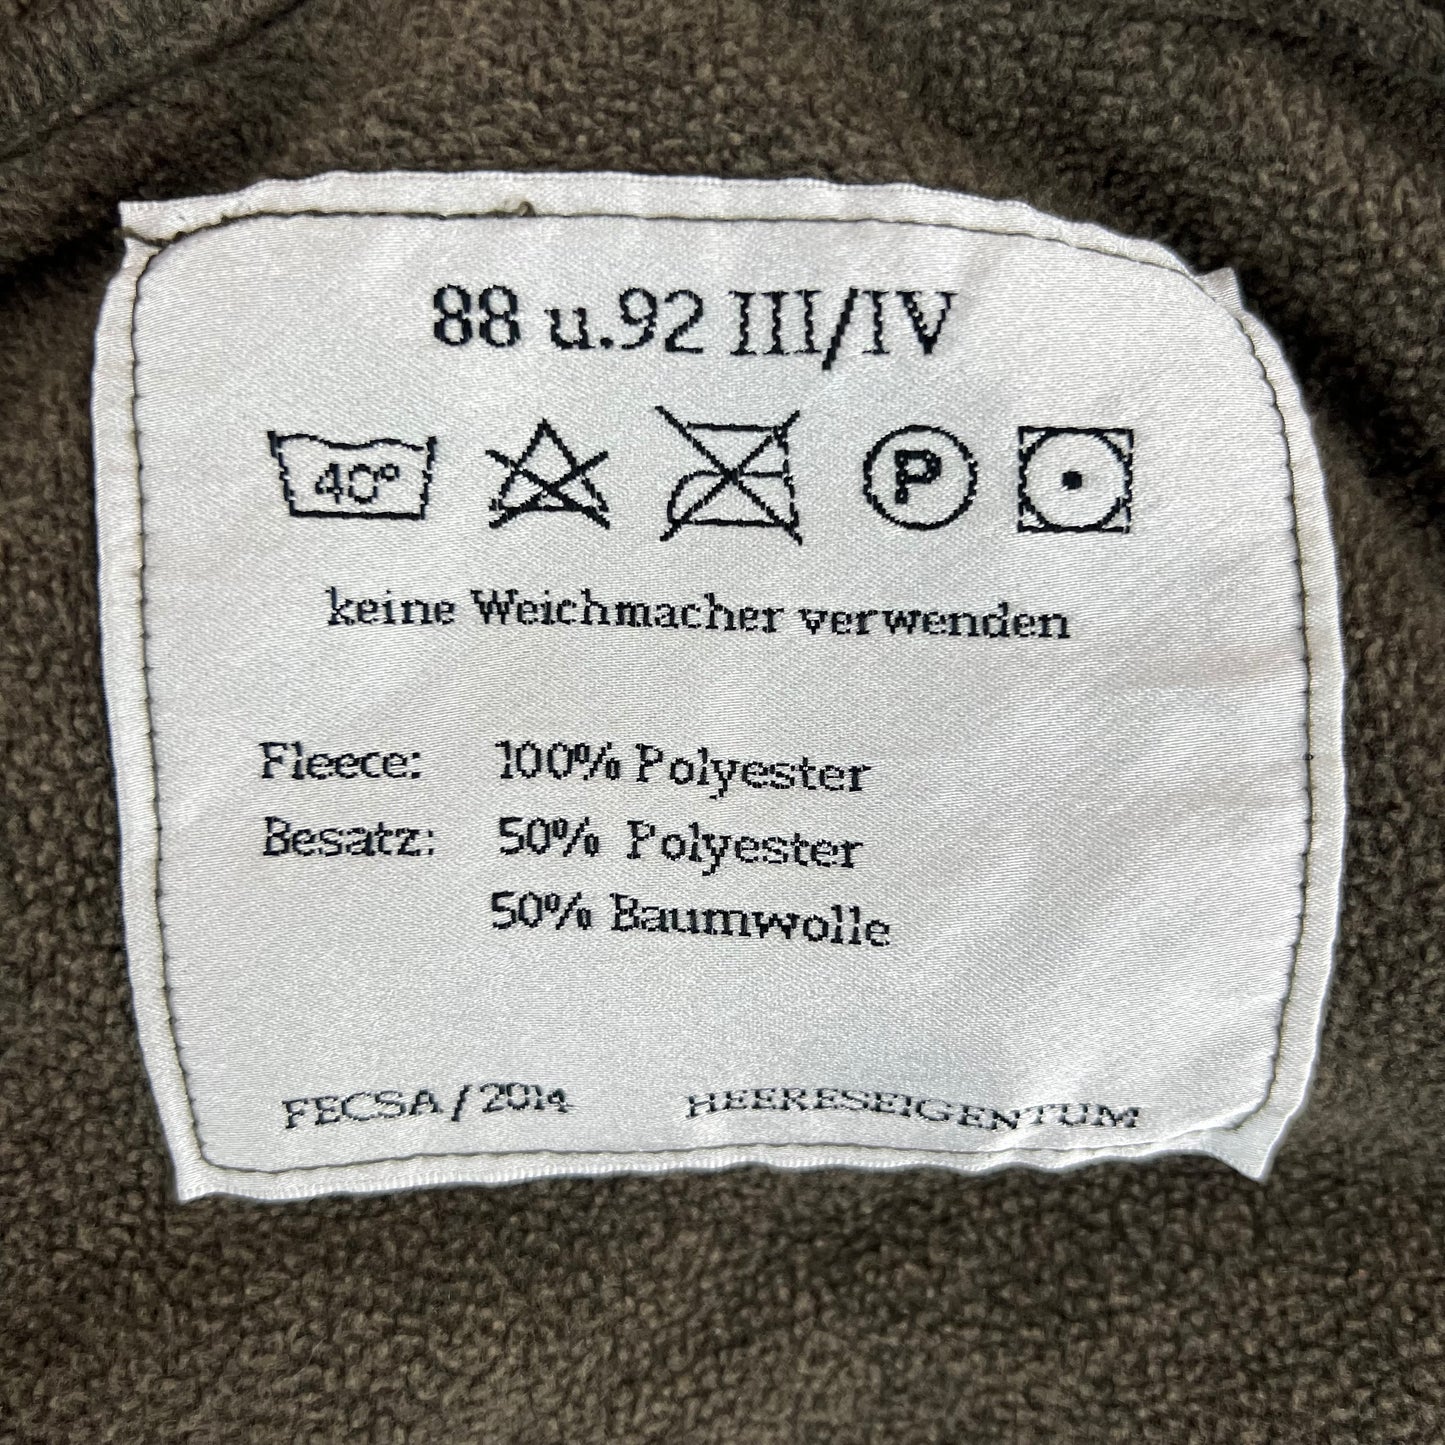 88 u.92 III/IV
40° P
keine Weichmacher verwenden
Fleece: 100% Polyester
Besatz: 50% Polyester
50% Baumwolle
FECSA/2014 HEERESEIGENTUM